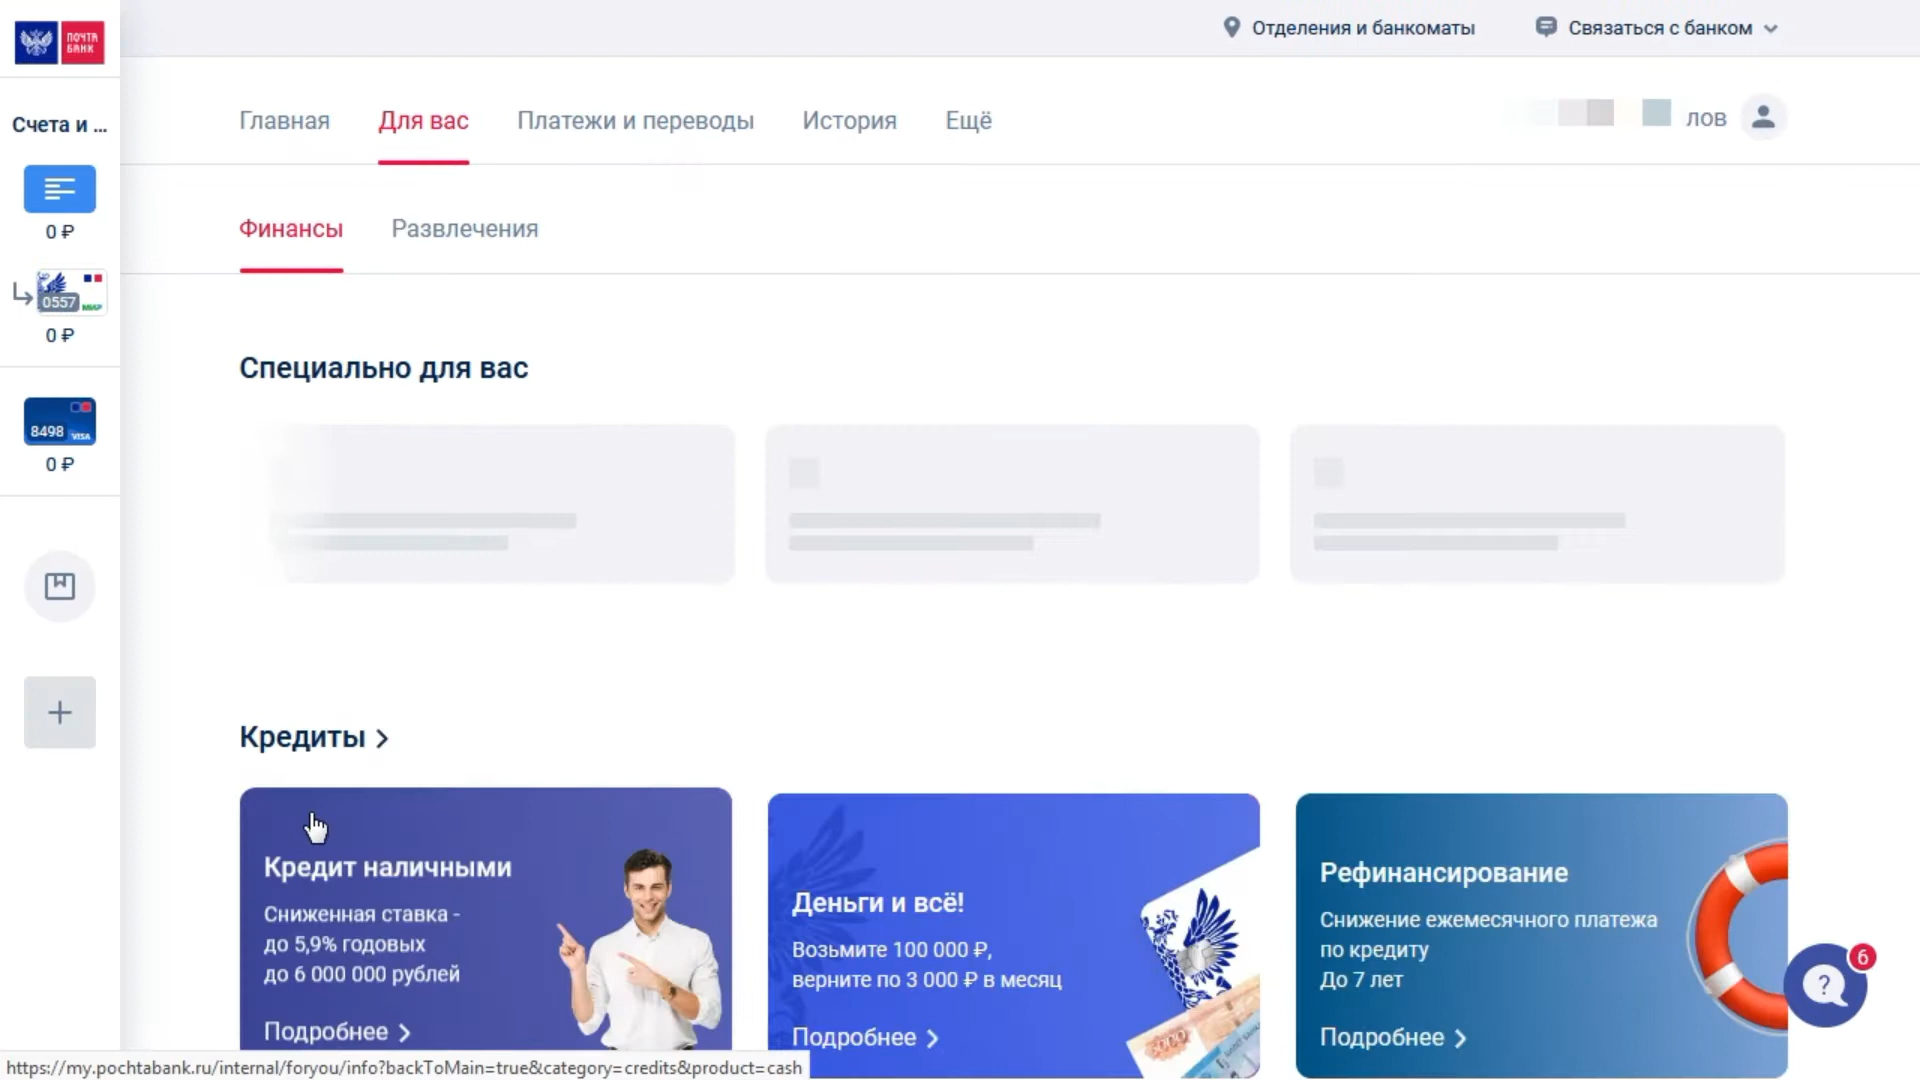 Отделения и банкоматы
Связаться с банком
ПОЧТА
БАНК
Главная
Для вас
Платежи и переводы
История
Ещё
лов
Счета и ...
0 ₽
0557
МИР
0 ₽
8498
VISA
0 ₽
Финансы
Развлечения
Специально для вас
Кредиты
Кредит наличными
Сниженная ставка -
до 5,9% годовых
до 6 000 000 рублей
Подробнее
Деньги и всё!
Возьмите 100 000 ₽,
верните по 3 000 ₽ в месяц
Подробнее
5000
Рефинансирование
Снижение ежемесячного платежа
по кредиту
До 7 лет
Подробнее
6
?
https://my.pochtabank.ru/internal/foryou/info?backToMain=true&category=credits&product=cash